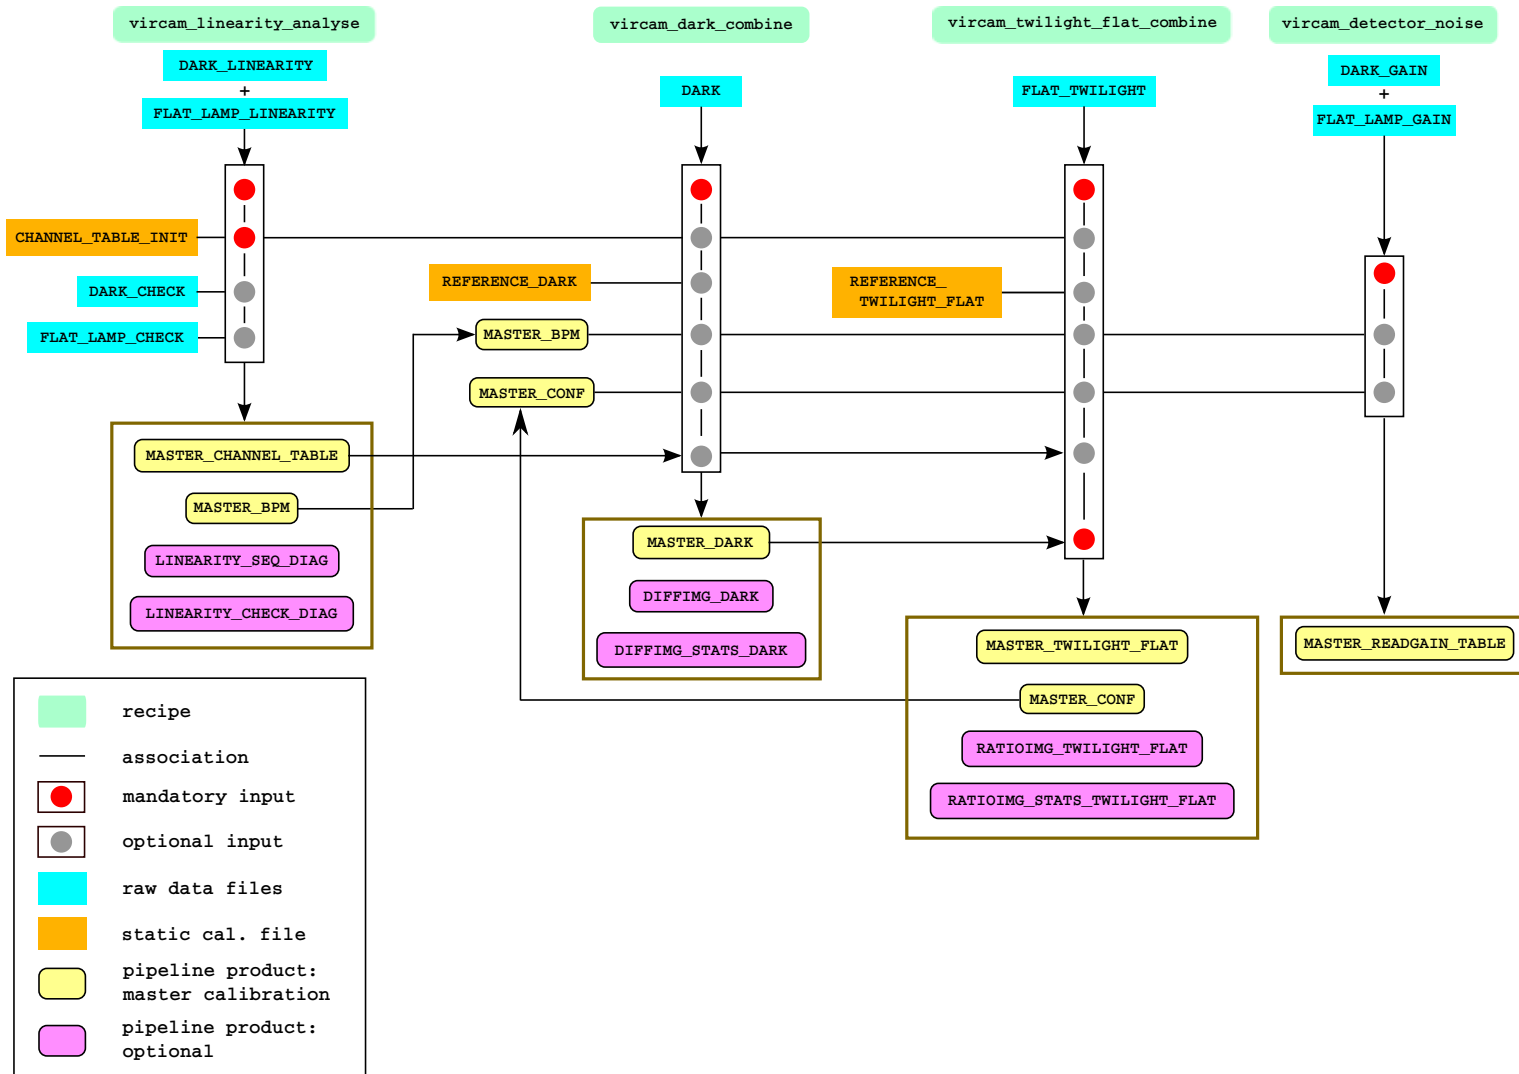 vircam_linearity_analyse
vircam_dark_combine
vircam_twilight_flat_combine
vircam_detector_noise
DARK_LINEARITY
+
FLAT_LAMP_LINEARITY
DARK
FLAT_TWILIGHT
DARK_GAIN
+
FLAT_LAMP_GAIN
CHANNEL_TABLE_INIT
DARK_CHECK
FLAT_LAMP_CHECK
REFERENCE_DARK
REFERENCE_
TWILIGHT_FLAT
MASTER_BPM
MASTER_CONF
MASTER_CHANNEL_TABLE
MASTER_BPM
LINEARITY_SEQ_DIAG
LINEARITY_CHECK_DIAG
MASTER_DARK
DIFFIMG_DARK
DIFFIMG_STATS_DARK
MASTER_TWILIGHT_FLAT
MASTER_CONF
RATIOIMG_TWILIGHT_FLAT
RATIOIMG_STATS_TWILIGHT_FLAT
MASTER_READGAIN_TABLE
recipe
association
mandatory input
optional input
raw data files
static cal. file
pipeline product:
master calibration
pipeline product:
optional